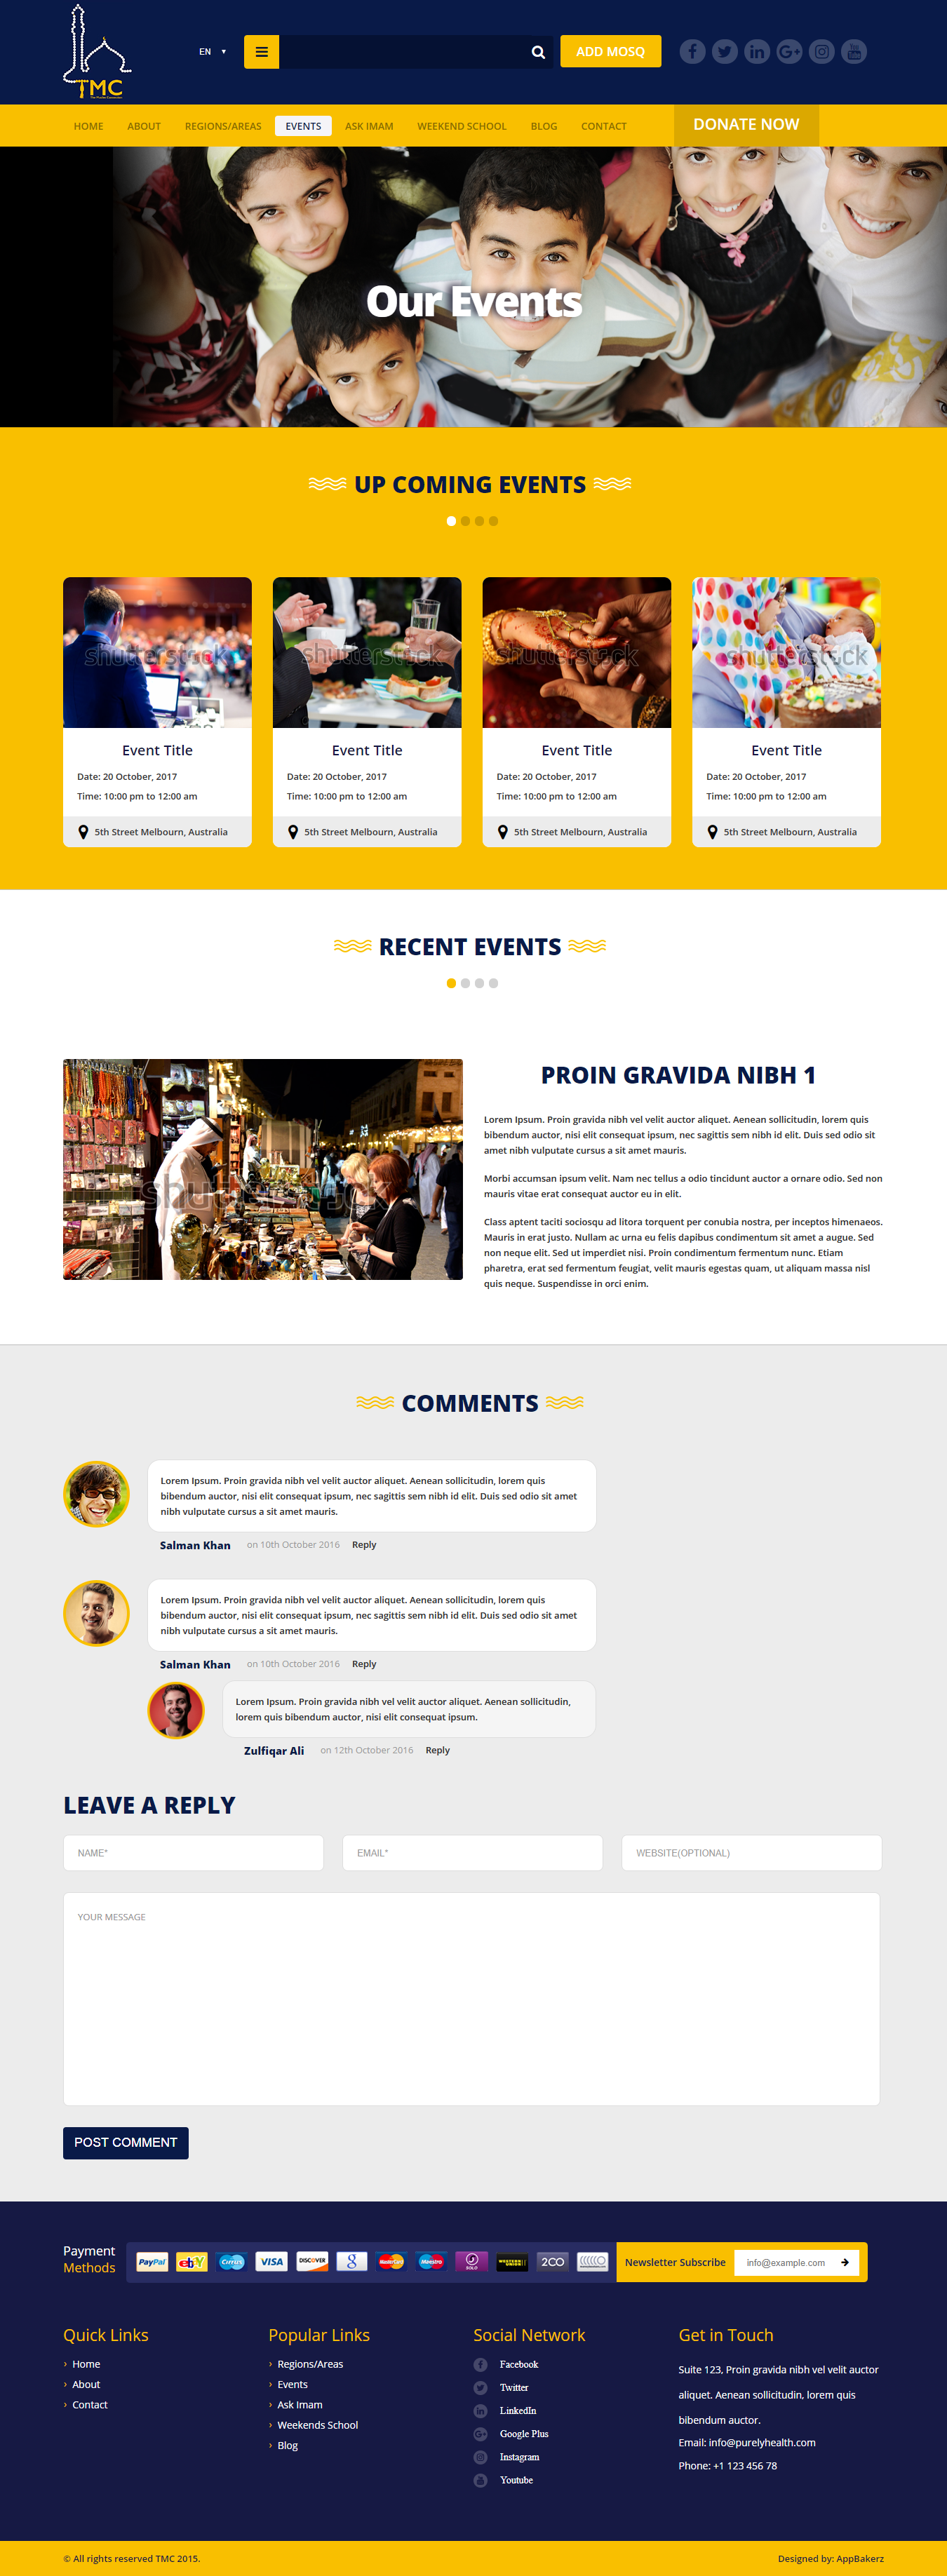 TMC
EN
ADD MOSQ
HOME ABOUT REGIONS/AREAS EVENTS ASK IMAM WEEKEND SCHOOL BLOG CONTACT DONATE NOW
Our Events
UP COMING EVENTS
shutterstock shutterstock shutterstock shutterstock
Event Title
Date: 20 October, 2017
Time: 10:00 pm to 12:00 am
5th Street Melbourn, Australia
Event Title
Date: 20 October, 2017
Time: 10:00 pm to 12:00 am
5th Street Melbourn, Australia
Event Title
Date: 20 October, 2017
Time: 10:00 pm to 12:00 am
5th Street Melbourn, Australia
Event Title
Date: 20 October, 2017
Time: 10:00 pm to 12:00 am
5th Street Melbourn, Australia
RECENT EVENTS
shutterstock
PROIN GRAVIDA NIBH 1
Lorem Ipsum. Proin gravida nibh vel velit auctor aliquet. Aenean sollicitudin, lorem quis
bibendum auctor, nisi elit consequat ipsum, nec sagittis sem nibh id elit. Duis sed odio sit
amet nibh vulputate cursus a sit amet mauris.
Morbi accumsan ipsum velit. Nam nec tellus a odio tincidunt auctor a ornare odio. Sed non
mauris vitae erat consequat auctor eu in elit.
Class aptent taciti sociosqu ad litora torquent per conubia nostra, per inceptos himenaeos.
Mauris in erat justo. Nullam ac urna eu felis dapibus condimentum sit amet a augue. Sed
non neque elit. Sed ut imperdiet nisi. Proin condimentum fermentum nunc. Etiam
pharetra, erat sed fermentum feugiat, velit mauris egestas quam, ut aliquam massa nisl
quis neque. Suspendisse in orci enim.
COMMENTS
Lorem Ipsum. Proin gravida nibh vel velit auctor aliquet. Aenean sollicitudin, lorem quis
bibendum auctor, nisi elit consequat ipsum, nec sagittis sem nibh id elit. Duis sed odio sit amet
nibh vulputate cursus a sit amet mauris.
Salman Khan on 10th October 2016 Reply
Lorem Ipsum. Proin gravida nibh vel velit auctor aliquet. Aenean sollicitudin, lorem quis
bibendum auctor, nisi elit consequat ipsum, nec sagittis sem nibh id elit. Duis sed odio sit amet
nibh vulputate cursus a sit amet mauris.
Salman Khan on 10th October 2016 Reply
Lorem Ipsum. Proin gravida nibh vel velit auctor aliquet. Aenean sollicitudin,
lorem quis bibendum auctor, nisi elit consequat ipsum.
Zulfiqar Ali on 12th October 2016 Reply
LEAVE A REPLY
NAME* EMAIL* WEBSITE(OPTIONAL)
YOUR MESSAGE
POST COMMENT
Payment
Methods
PayPal ebY Cirrus VISA DISCOVER g MasterCard Maestro SOLO WESTERN UNION 2CO
Newsletter Subscribe info@example.com
Quick Links
Home
About
Contact
Popular Links
Regions/Areas
Events
Ask Imam
Weekends School
Blog
Social Network
Facebook
Twitter
LinkedIn
Google Plus
Instagram
Youtube
Get in Touch
Suite 123, Proin gravida nibh vel velit auctor
aliquet. Aenean sollicitudin, lorem quis
bibendum auctor.
Email: info@purelyhealth.com
Phone: +1 123 456 78
© All rights reserved TMC 2015. Designed by: AppBakerz